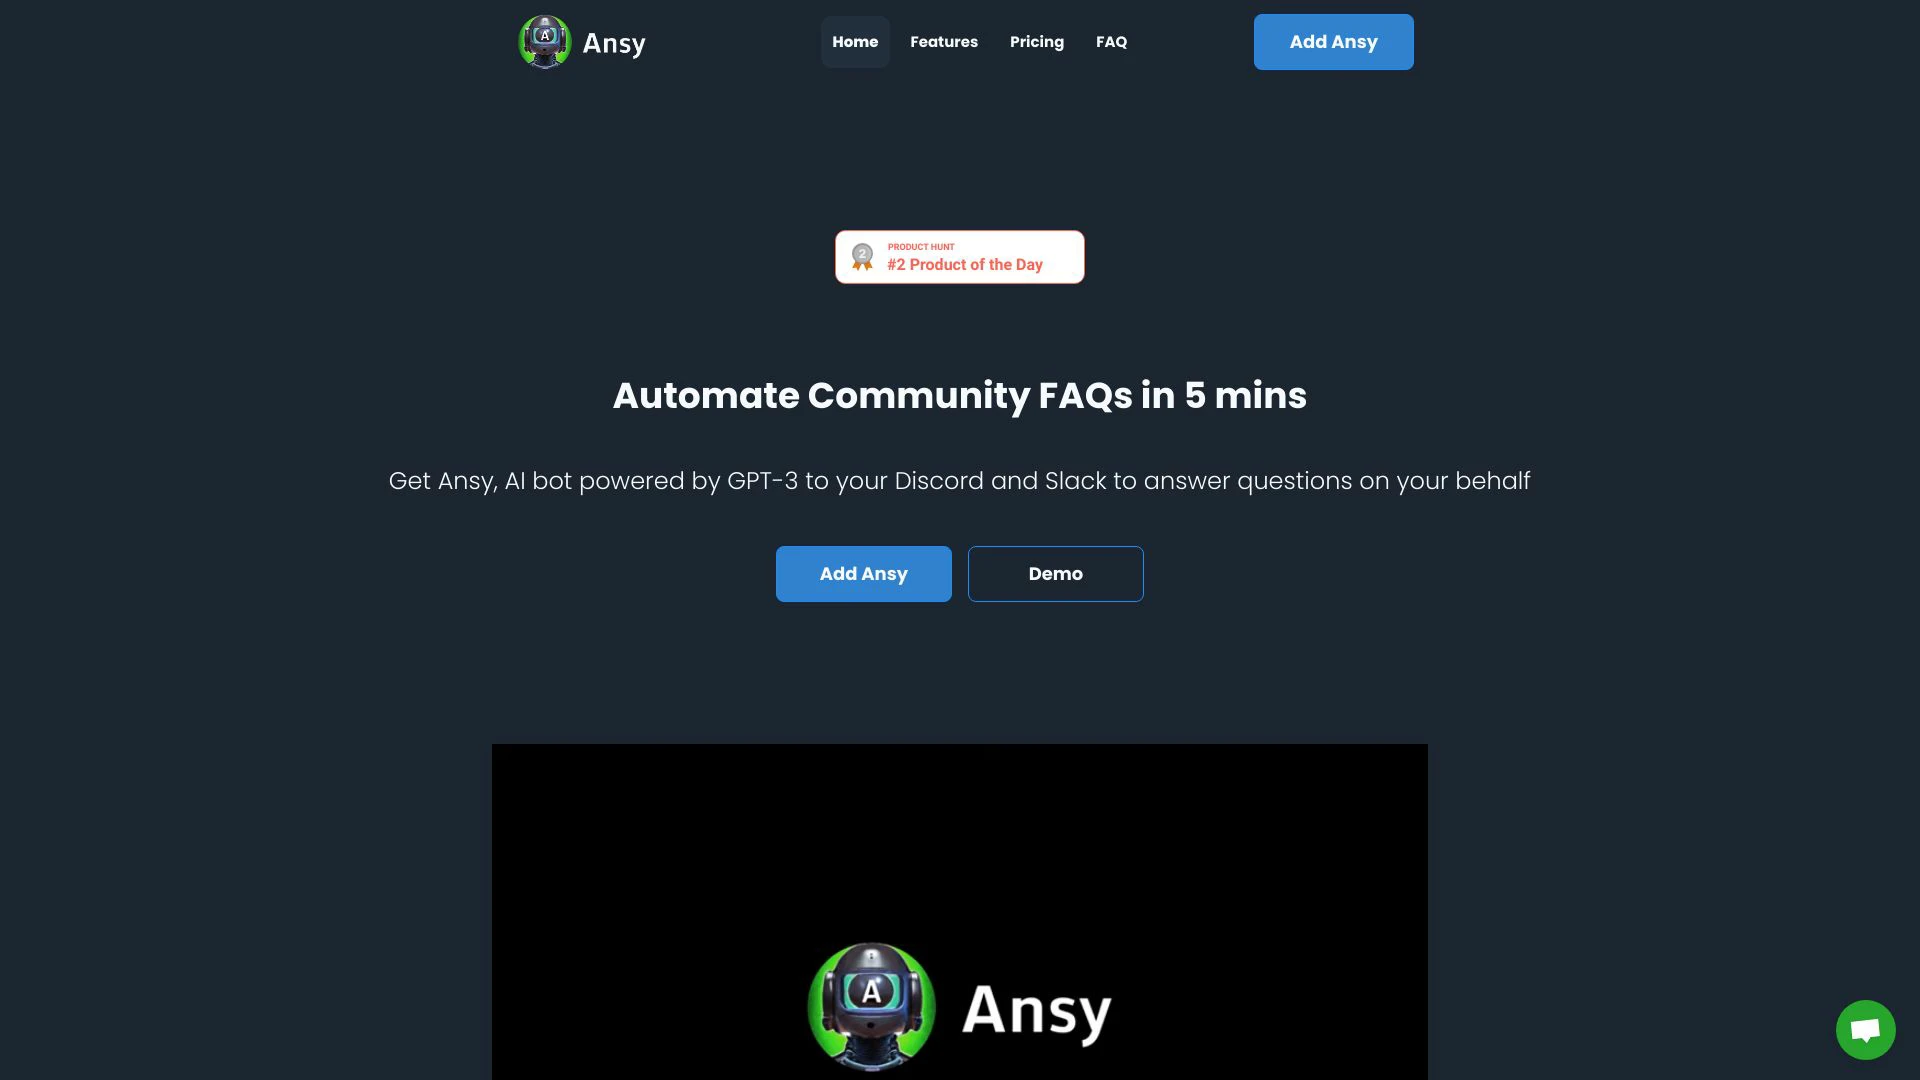 A
Ansy
Home
Features
Pricing
FAQ
Add Ansy
2
PRODUCT HUNT
#2 Product of the Day
Automate Community FAQs in 5 mins
Get Ansy, AI bot powered by GPT-3 to your Discord and Slack to answer questions on your behalf
Add Ansy
Demo
A
Ansy